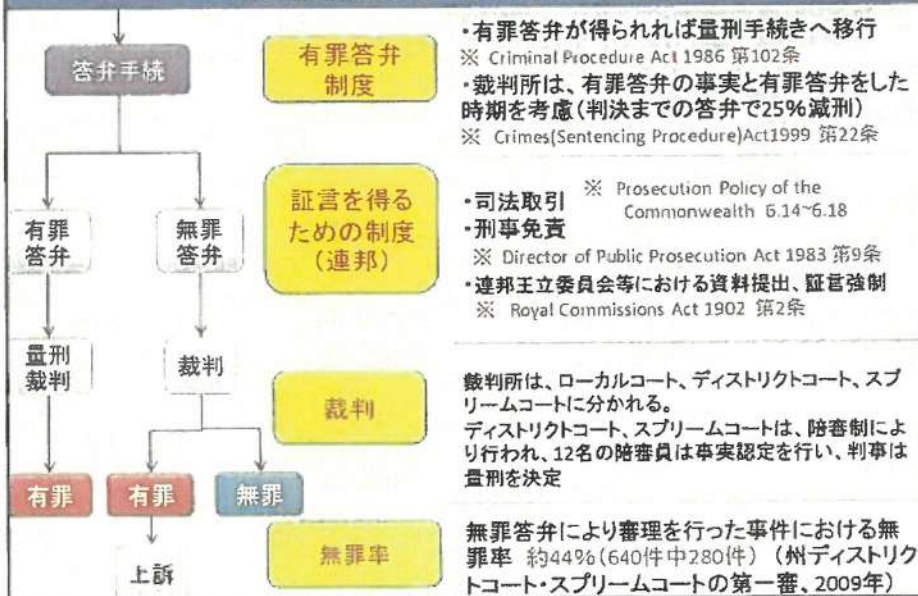 答弁手続
有罪
答弁
無罪
答弁
量刑
裁判
裁判
有罪
有罪
無罪
上訴
有罪答弁
制度
・有罪答弁が得られれば量刑手続きへ移行
※ Criminal Procedure Act 1986 第102条
・裁判所は、有罪答弁の事実と有罪答弁をした
時期を考慮(判決までの答弁で25%減刑)
※ Crimes(Sentencing Procedure)Act1999 第22条
証言を得る
ための制度
(連邦)
・司法取引 ※ Prosecution Policy of the
Commonwealth 6.14~6.18
・刑事免責
※ Director of Public Prosecution Act 1983 第9条
・連邦王立委員会等における資料提出、証言強制
※ Royal Commissions Act 1902 第2条
裁判
裁判所は、ローカルコート、ディストリクトコート、スプ
リームコートに分かれる。
ディストリクトコート、スプリームコートは、陪審制によ
り行われ、12名の陪審員は事実認定を行い、判事は
量刑を決定
無罪率
無罪答弁により審理を行った事件における無
罪率 約44%(640件中280件) (州ディストリク
トコート・スプリームコートの第一審、2009年)